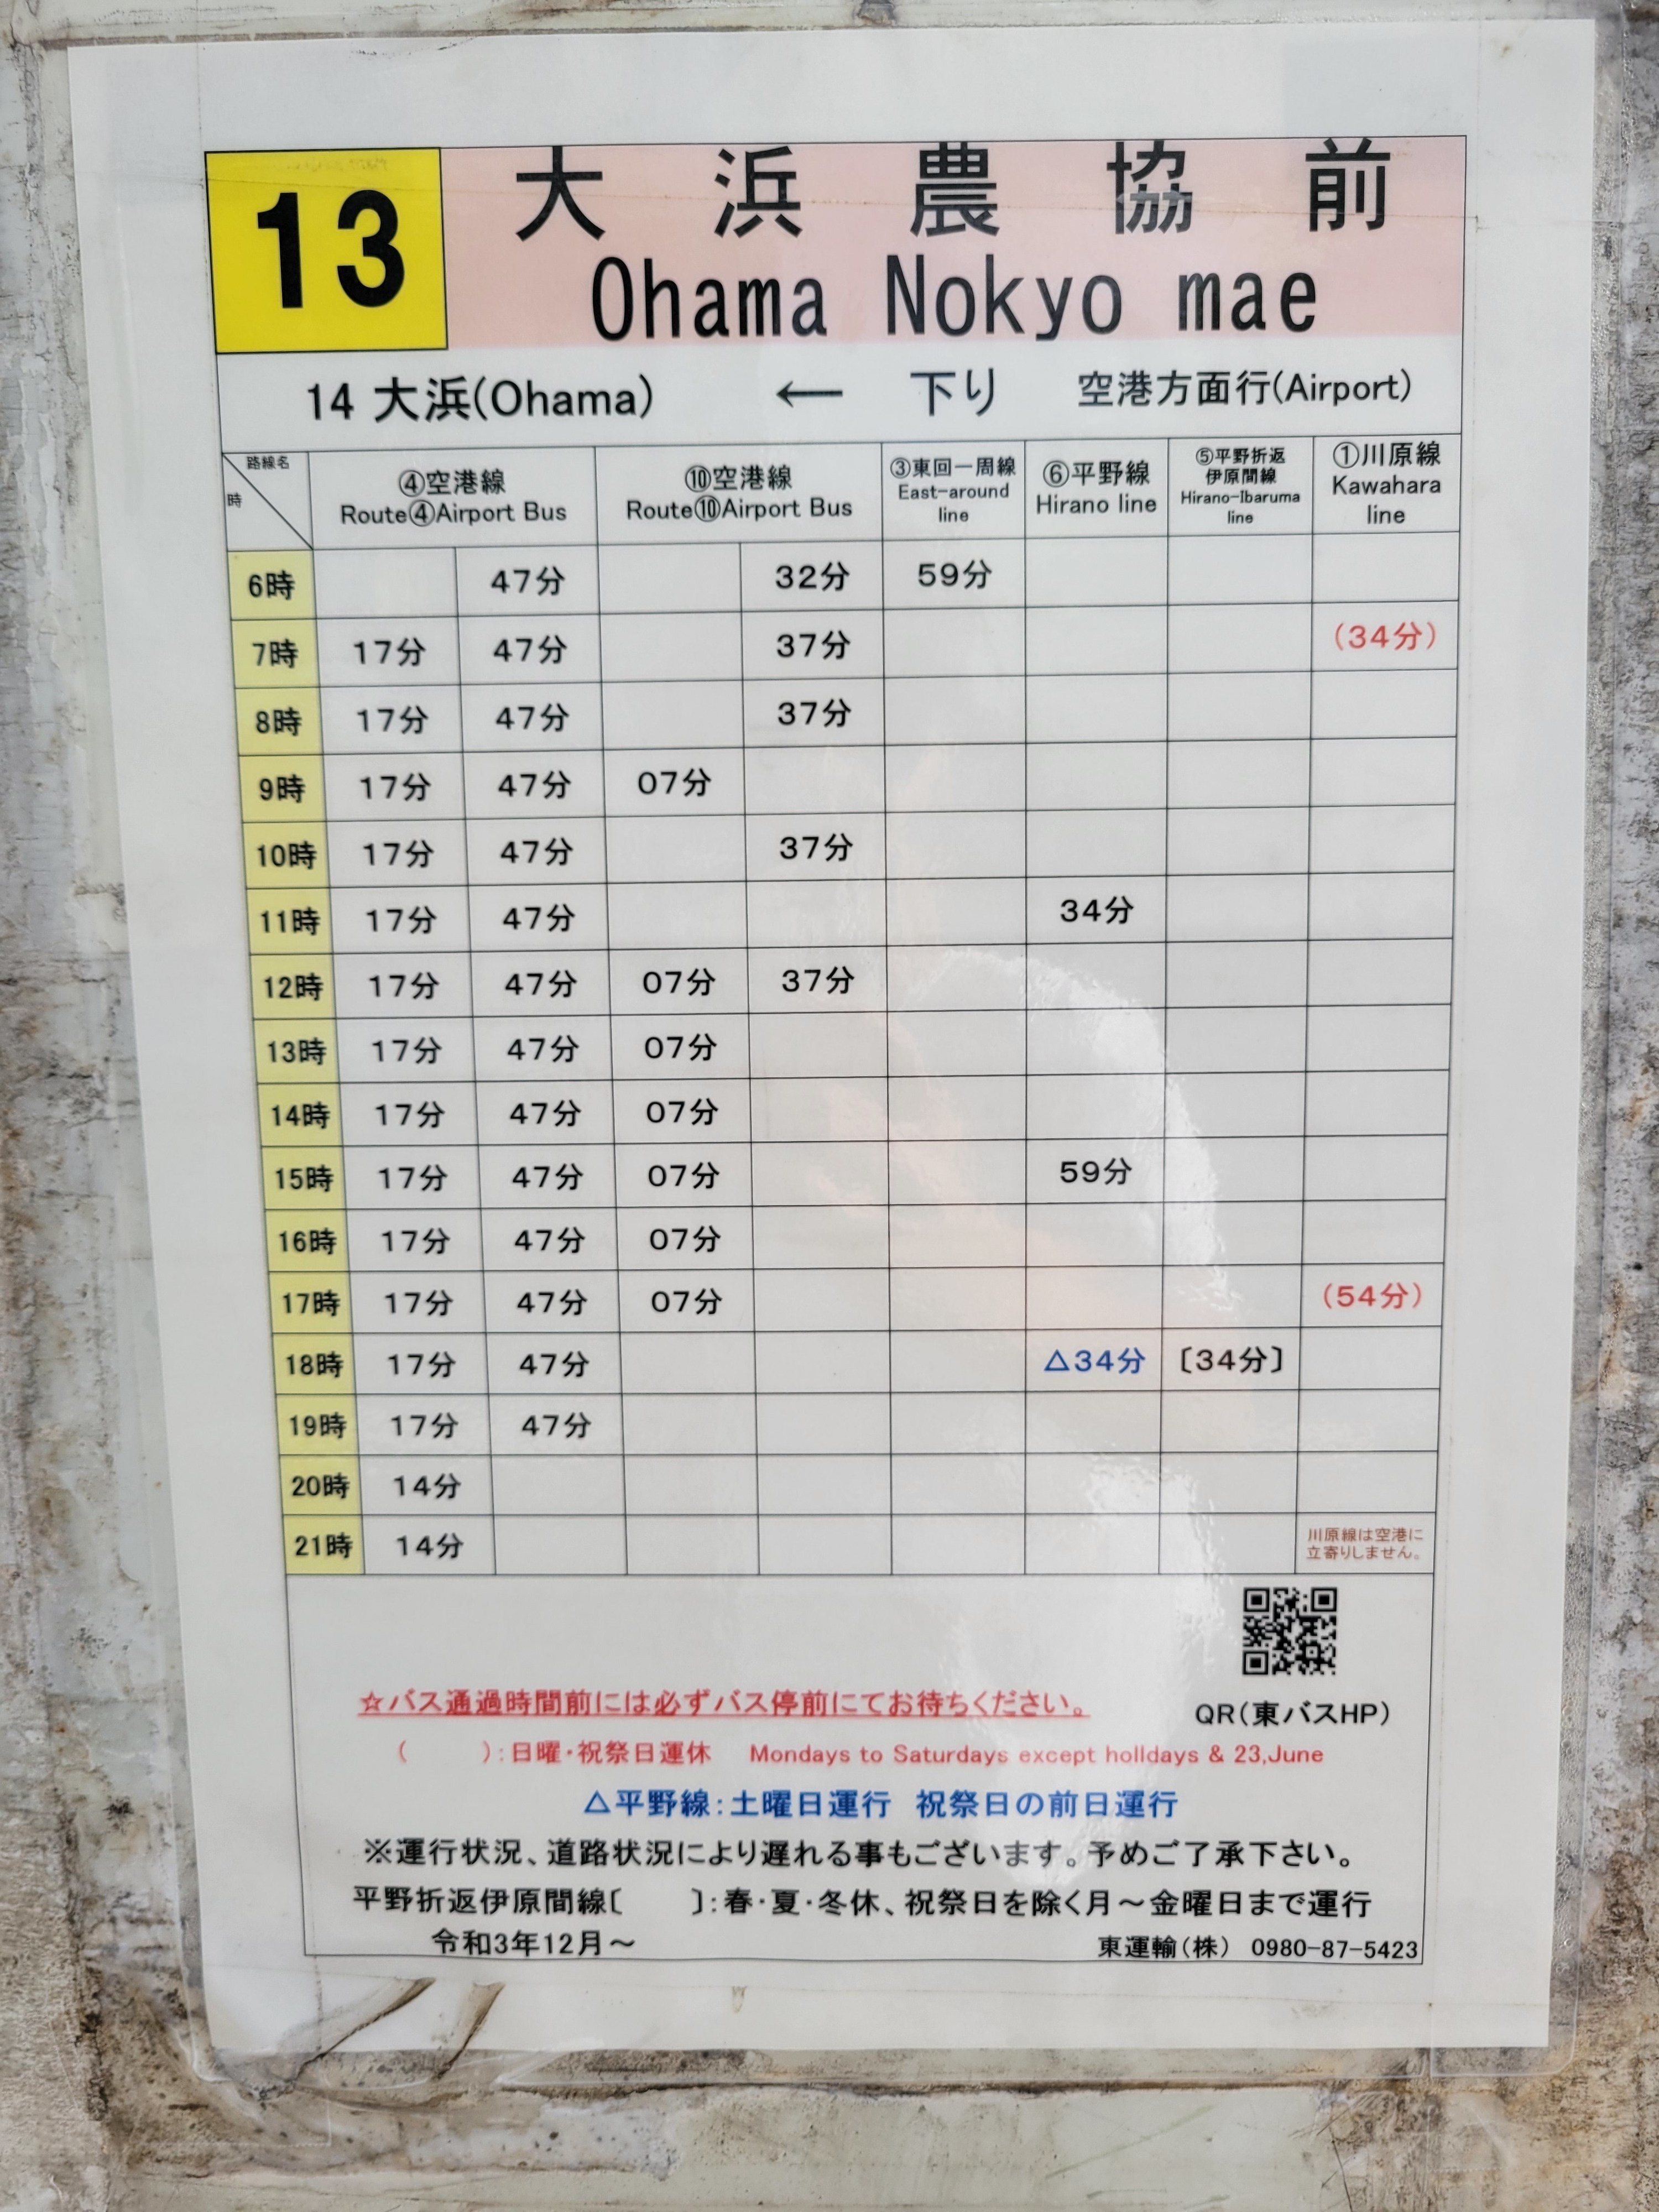 13
大浜農協前
Ohama Nokyo mae
14 大浜(Ohama) ← 下り 空港方面行(Airport)
路線名
時
④空港線
Route④Airport Bus
⑩空港線
Route⑩Airport Bus
③東回一周線
East-around
line
⑥平野線
Hirano line
⑤平野折返
伊原間線
Hirano-Ibaruma
line
①川原線
Kawahara
line
6時 47分 32分 59分
7時 17分 47分 37分 (34分)
8時 17分 47分 37分
9時 17分 47分 07分
10時 17分 47分 37分
11時 17分 47分 34分
12時 17分 47分 07分 37分
13時 17分 47分 07分
14時 17分 47分 07分
15時 17分 47分 07分 59分
16時 17分 47分 07分
17時 17分 47分 07分 (54分)
18時 17分 47分 △34分 〔34分〕
19時 17分 47分
20時 14分
21時 14分
川原線は空港に
立寄りしません。
☆バス通過時間前には必ずバス停前にてお待ちください。
QR(東バスHP)
( ):日曜・祝祭日運休 Mondays to Saturdays except holldays & 23,June
△平野線:土曜日運行 祝祭日の前日運行
※運行状況、道路状況により遅れる事もございます。予めご了承下さい。
平野折返伊原間線〔 〕:春・夏・冬休、祝祭日を除く月～金曜日まで運行
令和3年12月～
東運輸(株) 0980-87-5423